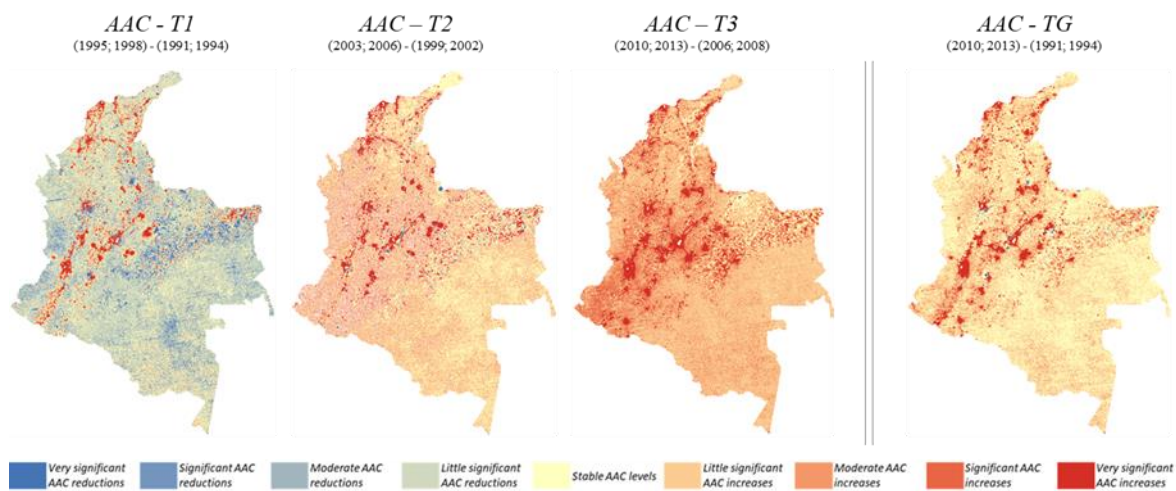 AAC - T1
(1995; 1998) - (1991; 1994)
AAC – T2
(2003; 2006) - (1999; 2002)
AAC – T3
(2010; 2013) - (2006; 2008)
AAC - TG
(2010; 2013) - (1991; 1994)
Very significant
AAC reductions
Significant AAC
reductions
Moderate AAC
reductions
Little significant
AAC reductions
Stable AAC levels
Little significant
AAC increases
Moderate AAC
increases
Significant AAC
increases
Very significant
AAC increases